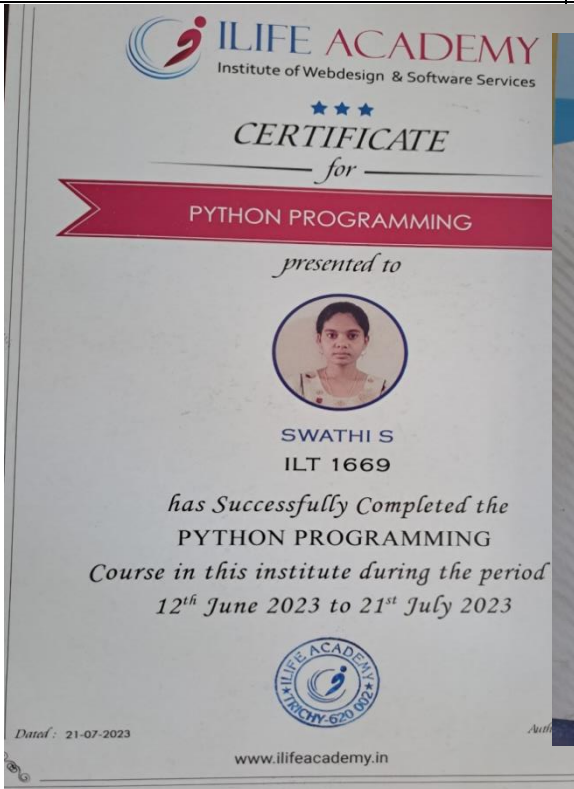 ILIFE ACADEMY
Institute of Webdesign & Software Services
CERTIFICATE
for
PYTHON PROGRAMMING
presented to
SWATHI S
ILT 1669
has Successfully Completed the
PYTHON PROGRAMMING
Course in this institute during the period
12th June 2023 to 21st July 2023
ILIFE ACADEMY
TRICHY-620 002
Dated : 21-07-2023
Auth
www.ilifeacademy.in